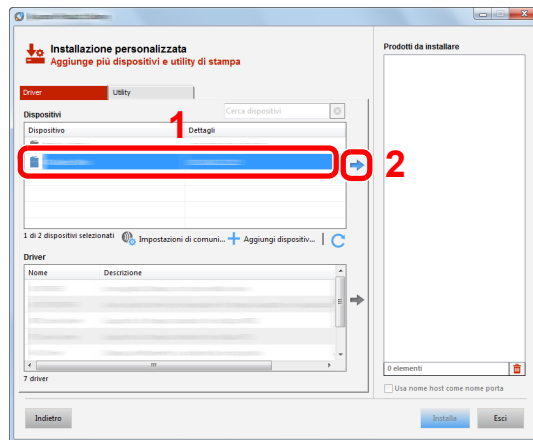 Installazione personalizzata
Aggiunge più dispositivi e utility di stampa
Prodotti da installare
Driver
Utility
1
Dispositivi
Cerca dispositivi
Dispositivo
Dettagli
2
1 di 2 dispositivi selezionati
Impostazioni di comuni...
Aggiungi dispositiv...
Driver
Nome
Descrizione
7 driver
0 elementi
Usa nome host come nome porta
Indietro
Installa
Esci